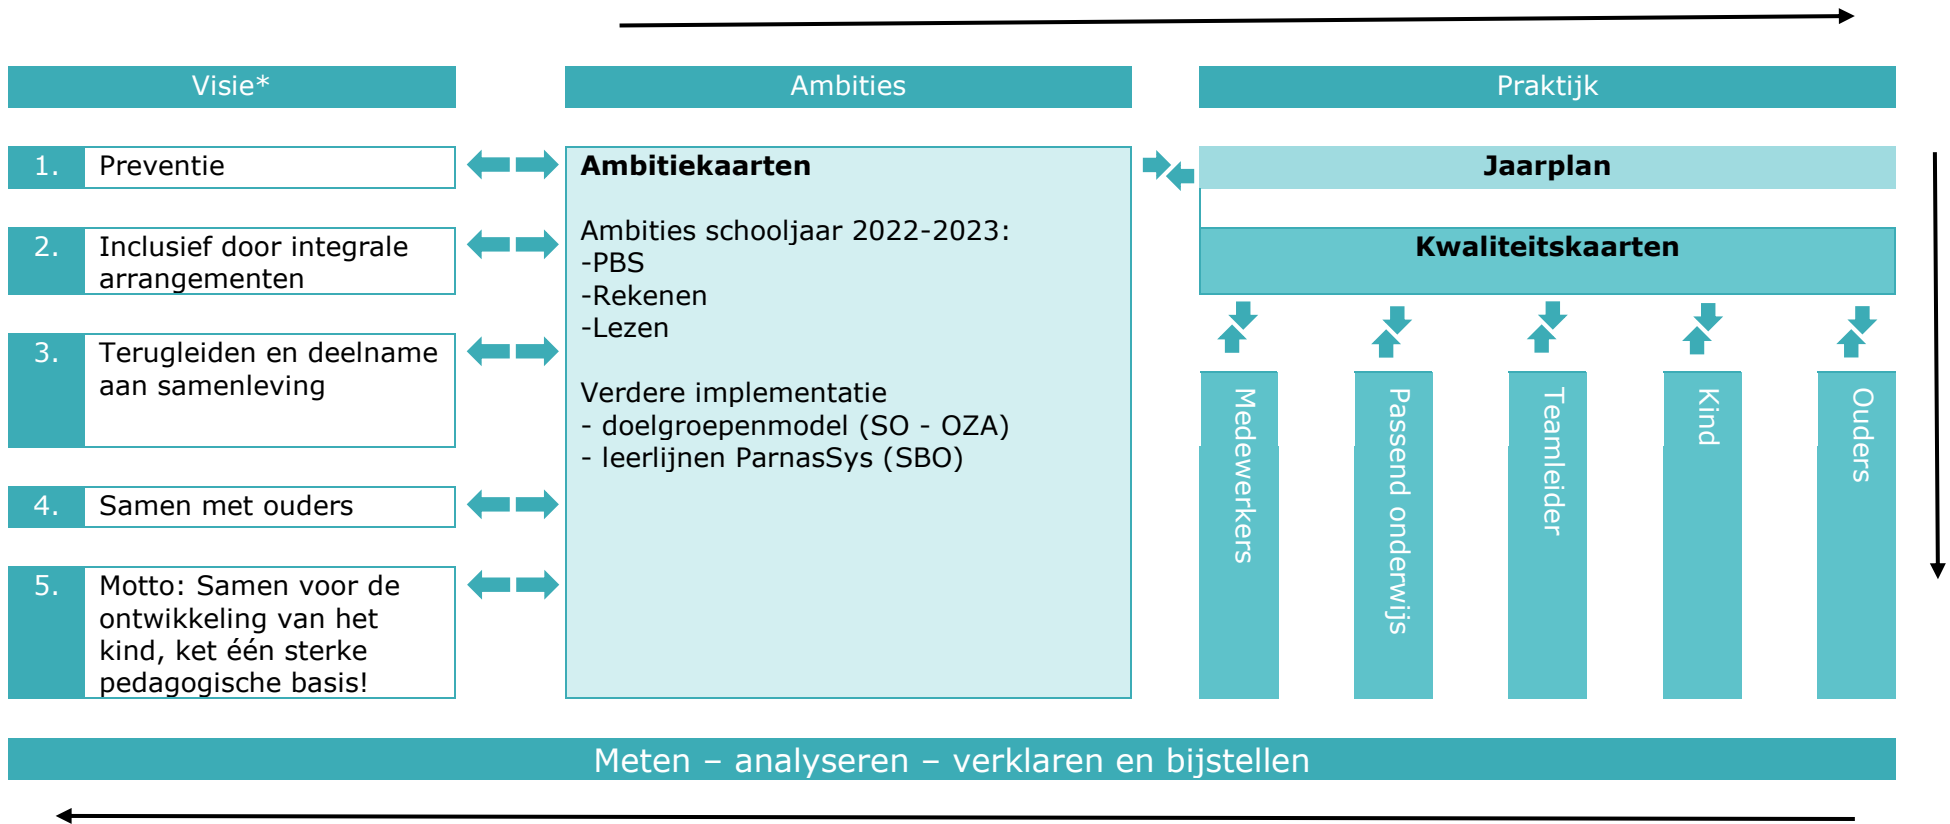 Visie*
Ambities
Praktijk
1.
Preventie
2.
Inclusief door integrale
arrangementen
3.
Terugleiden en deelname
aan samenleving
4.
Samen met ouders
5.
Motto: Samen voor de
ontwikkeling van het
kind, ket één sterke
pedagogische basis!
Ambitiekaarten
Ambities schooljaar 2022-2023:
-PBS
-Rekenen
-Lezen
Verdere implementatie
- doelgroepenmodel (SO - OZA)
- leerlijnen ParnasSys (SBO)
Jaarplan
Kwaliteitskaarten
Medewerkers
Passend onderwijs
Teamleider
Kind
Ouders
Meten – analyseren – verklaren en bijstellen